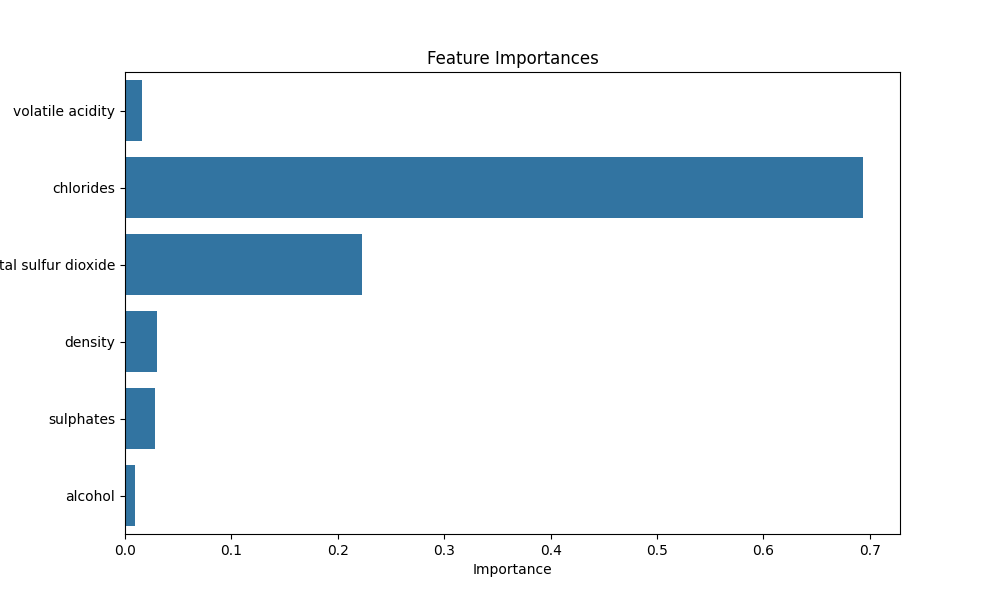 Feature Importances
volatile acidity
chlorides
tal sulfur dioxide
density
sulphates
alcohol
0.0 0.1 0.2 0.3 0.4 0.5 0.6 0.7
Importance